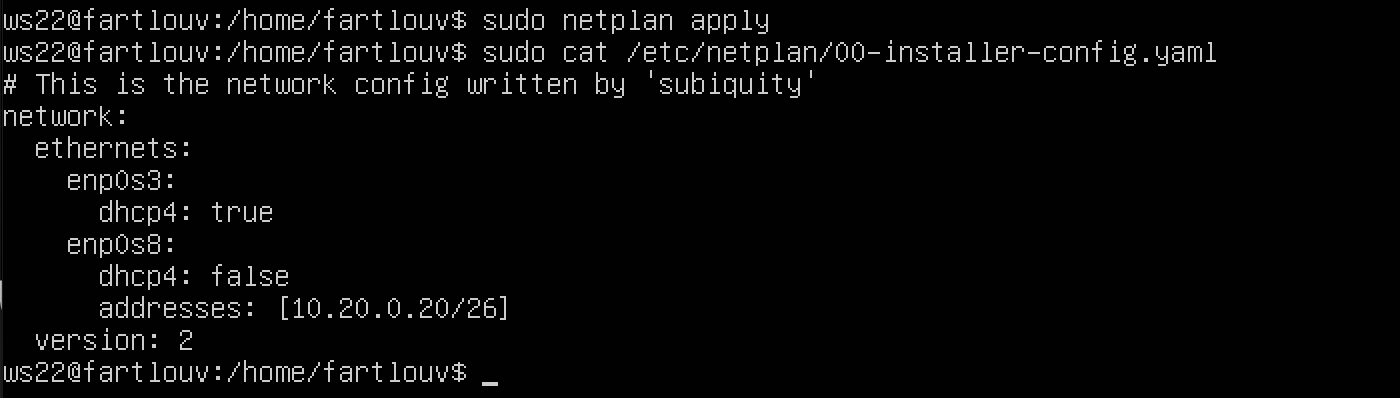 ws22@fartlouv:/home/fartlouv$ sudo netplan apply
ws22@fartlouv:/home/fartlouv$ sudo cat /etc/netplan/00-installer-config.yaml
# This is the network config written by 'subiquity'
network:
  ethernets:
    enp0s3:
      dhcp4: true
    enp0s8:
      dhcp4: false
      addresses: [10.20.0.20/26]
  version: 2
ws22@fartlouv:/home/fartlouv$ _